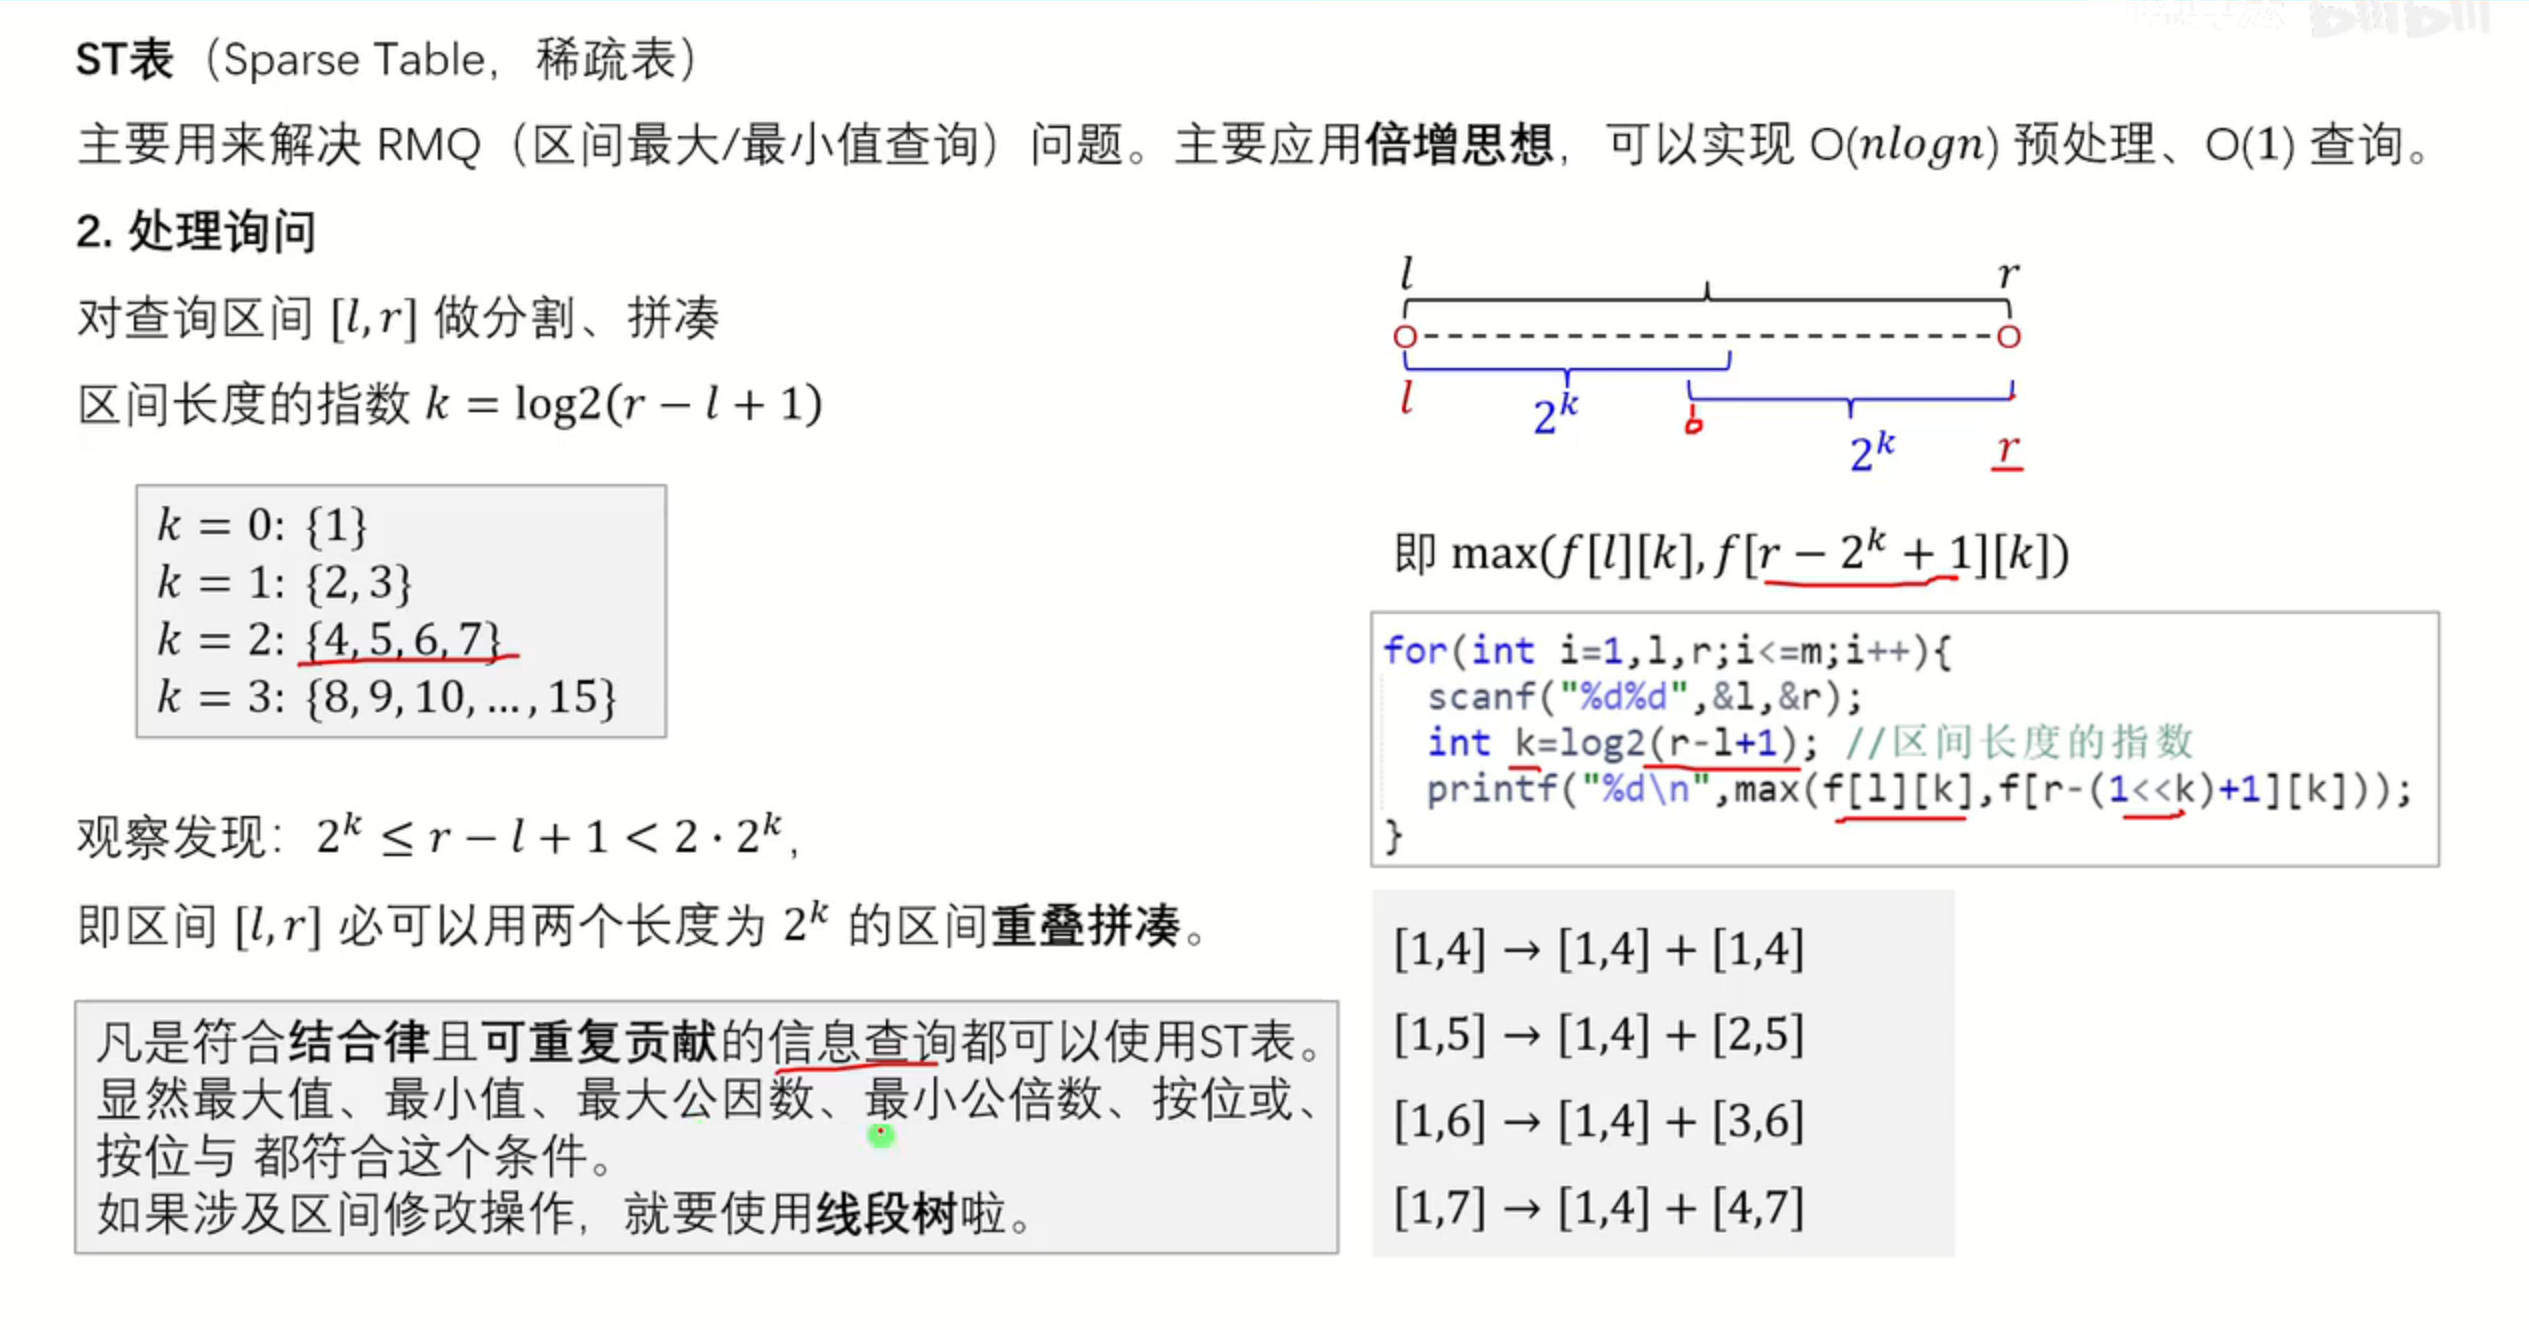 ST表（Sparse Table，稀疏表）
主要用来解决 RMQ（区间最大/最小值查询）问题。主要应用倍增思想，可以实现 O(nlogn) 预处理、O(1) 查询。
2. 处理询问
对查询区间 [l,r] 做分割、拼凑
区间长度的指数 k = log2(r − l + 1)
k = 0: {1}
k = 1: {2,3}
k = 2: {4,5,6,7}
k = 3: {8,9,10,…,15}
观察发现：2^k ≤ r − l + 1 < 2 · 2^k，
即区间 [l,r] 必可以用两个长度为 2^k 的区间重叠拼凑。
凡是符合结合律且可重复贡献的信息查询都可以使用ST表。
显然最大值、最小值、最大公因数、最小公倍数、按位或、
按位与 都符合这个条件。
如果涉及区间修改操作，就要使用线段树啦。
l r
l 2^k 2^k r
即 max(f[l][k],f[r − 2^k + 1][k])
for(int i=1,l,r;i<=m;i++){
scanf("%d%d",&l,&r);
int k=log2(r-l+1); //区间长度的指数
printf("%d\n",max(f[l][k],f[r-(1<<k)+1][k]));
}
[1,4] → [1,4] + [1,4]
[1,5] → [1,4] + [2,5]
[1,6] → [1,4] + [3,6]
[1,7] → [1,4] + [4,7]